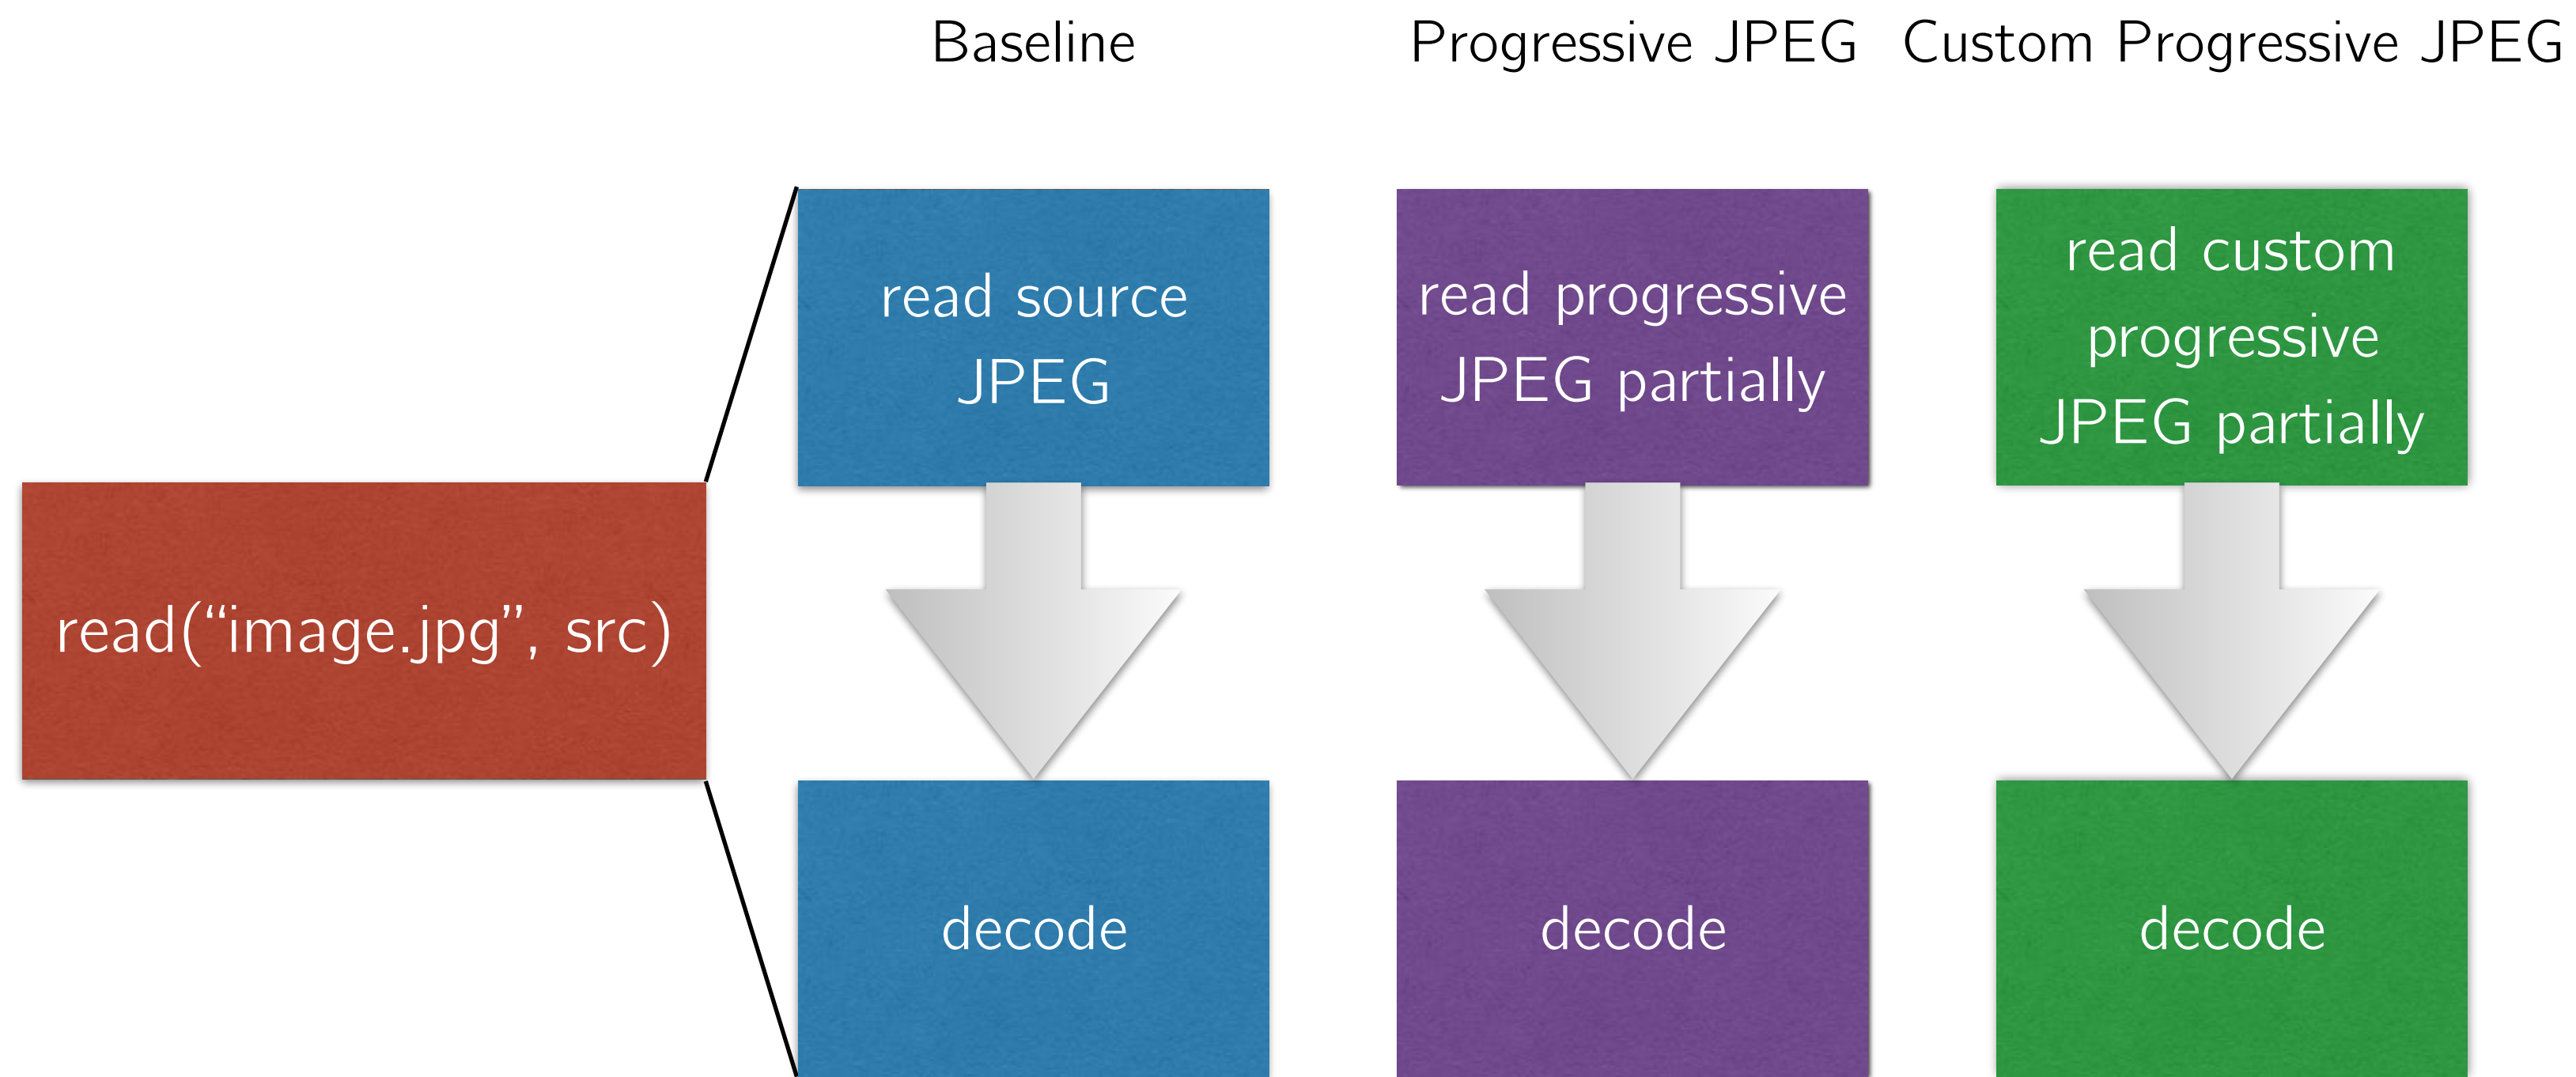 Baseline
Progressive JPEG
Custom Progressive JPEG
read(“image.jpg”, src)
read source
JPEG
decode
read progressive
JPEG partially
decode
read custom
progressive
JPEG partially
decode